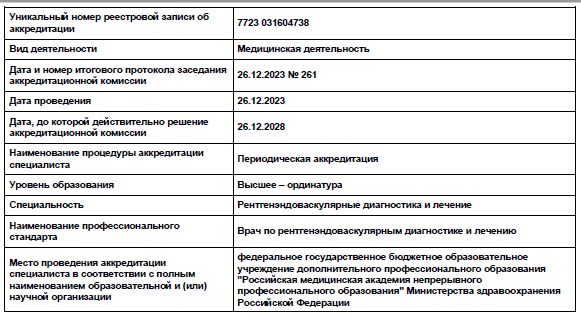 Уникальный номер реестровой записи об
аккредитации
7723 031604738
Вид деятельности
Медицинская деятельность
Дата и номер итогового протокола заседания
аккредитационной комиссии
26.12.2023 № 261
Дата проведения
26.12.2023
Дата, до которой действительно решение
аккредитационной комиссии
26.12.2028
Наименование процедуры аккредитации
специалиста
Периодическая аккредитация
Уровень образования
Высшее – ординатура
Специальность
Рентгенэндоваскулярные диагностика и лечение
Наименование профессионального
стандарта
Врач по рентгенэндоваскулярным диагностике и лечению
Место проведения аккредитации
специалиста в соответствии с полным
наименованием образовательной и (или)
научной организации
федеральное государственное бюджетное образовательное
учреждение дополнительного профессионального образования
"Российская медицинская академия непрерывного
профессионального образования" Министерства здравоохранения
Российской Федерации